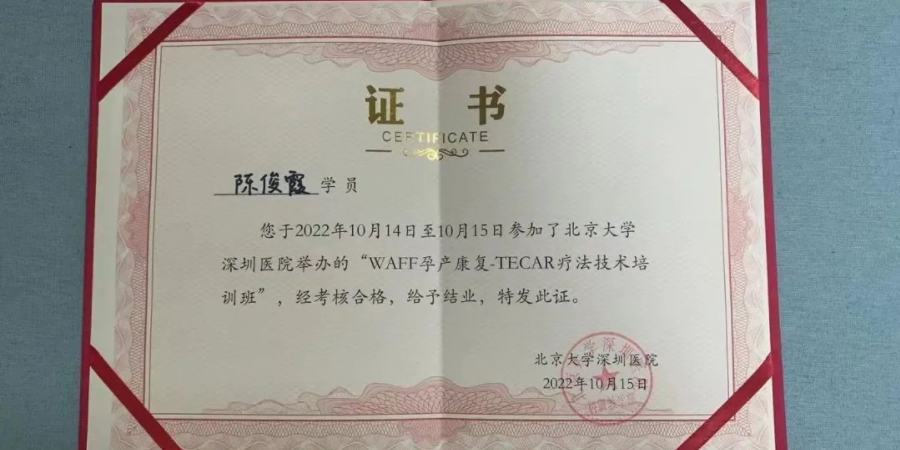 证 书
CERTIFICATE
陈俊霞 学员
您于2022年10月14日至10月15日参加了北京大学
深圳医院举办的“WAFF孕产康复-TECAR疗法技术培
训班”，经考核合格，给予结业，特发此证。
北京大学深圳医院
2022年10月15日